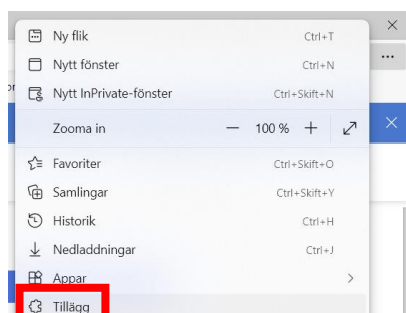 Ny flik Ctrl+T
Nytt fönster Ctrl+N
Nytt InPrivate-fönster Ctrl+Skift+N
Zooma in — 100 % +
Favoriter Ctrl+Skift+O
Samlingar Ctrl+Skift+Y
Historik Ctrl+H
Nedladdningar Ctrl+J
Appar
Tillägg